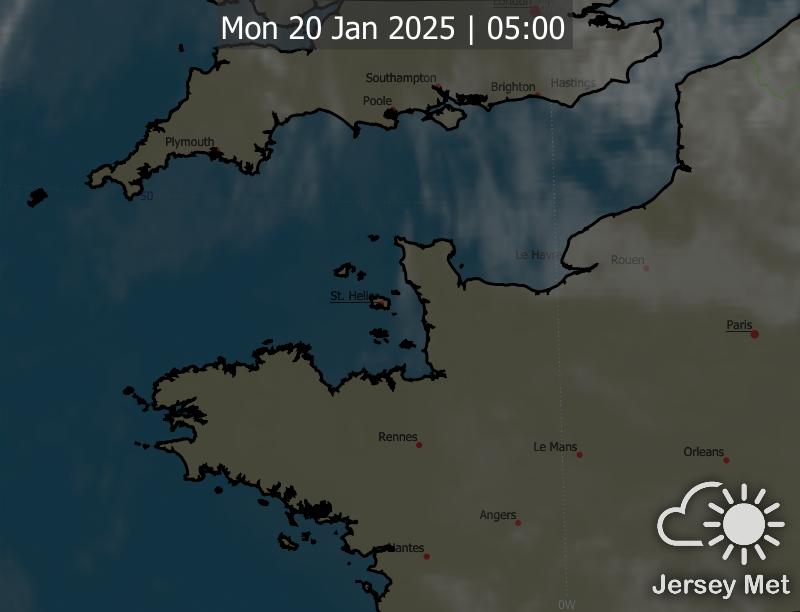 London
Mon 20 Jan 2025 | 05:00
Southampton
Brighton
Hastings
Poole
Plymouth
50
Le Havre
Rouen
St. Helier
Paris
Rennes
Le Mans
Orleans
Angers
Nantes
0W
Jersey Met